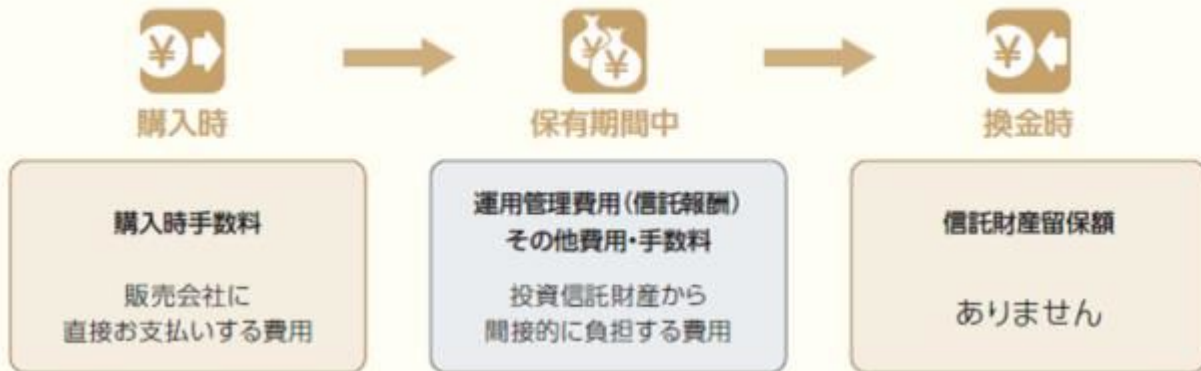 購入時
保有期間中
換金時
購入時手数料
販売会社に
直接お支払いする費用
運用管理費用(信託報酬)
その他費用・手数料
投資信託財産から
間接的に負担する費用
信託財産留保額
ありません